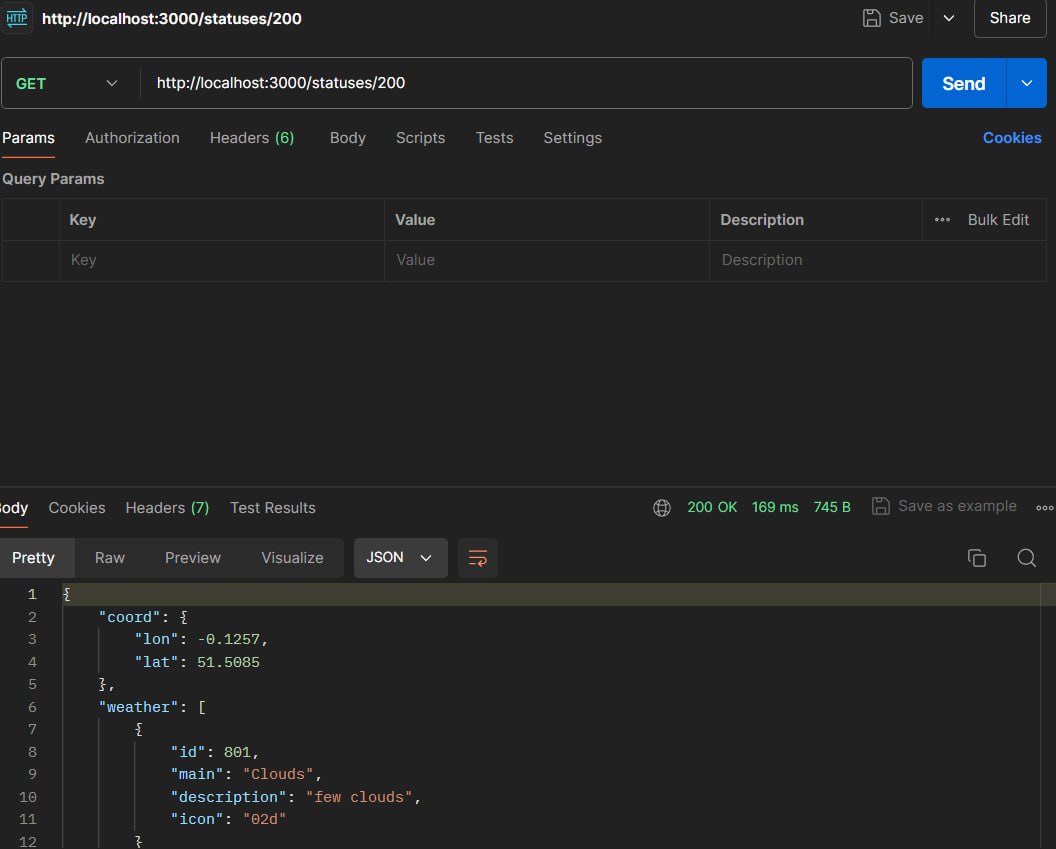 HTTP http://localhost:3000/statuses/200 Save Share
GET http://localhost:3000/statuses/200 Send
Params Authorization Headers (6) Body Scripts Tests Settings Cookies
Query Params
Key Value Description Bulk Edit
Key Value Description
Body Cookies Headers (7) Test Results 200 OK 169 ms 745 B Save as example
Pretty Raw Preview Visualize JSON
1 {
2 "coord": {
3 "lon": -0.1257,
4 "lat": 51.5085
5 },
6 "weather": [
7 {
8 "id": 801,
9 "main": "Clouds",
10 "description": "few clouds",
11 "icon": "02d"
12 }